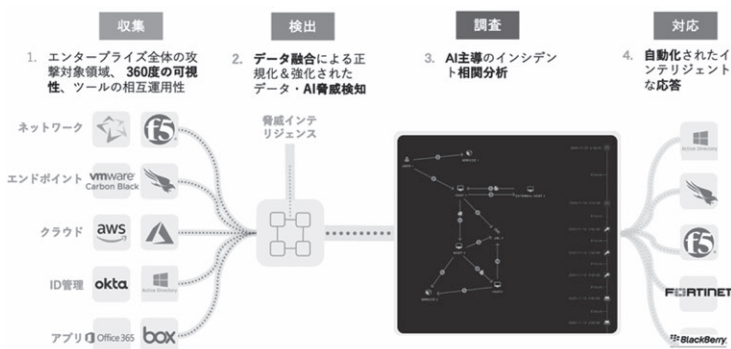 収集
検出
調査
対応
1. エンタープライズ全体の攻
撃対象領域、 360度の可視
性、ツールの相互運用性
2. データ融合による正
規化&強化された
データ・AI脅威検知
3. AI主導のインシデン
ト相関分析
4. 自動化されたイ
ンテリジェント
な応答
脅威インテ
リジェンス
ネットワーク
f5
エンドポイント
vmware
Carbon Black
クラウド
aws
ID管理
okta
Active Directory
アプリ
Office 365
box
Active Directory
f5
FORTINET
BlackBerry